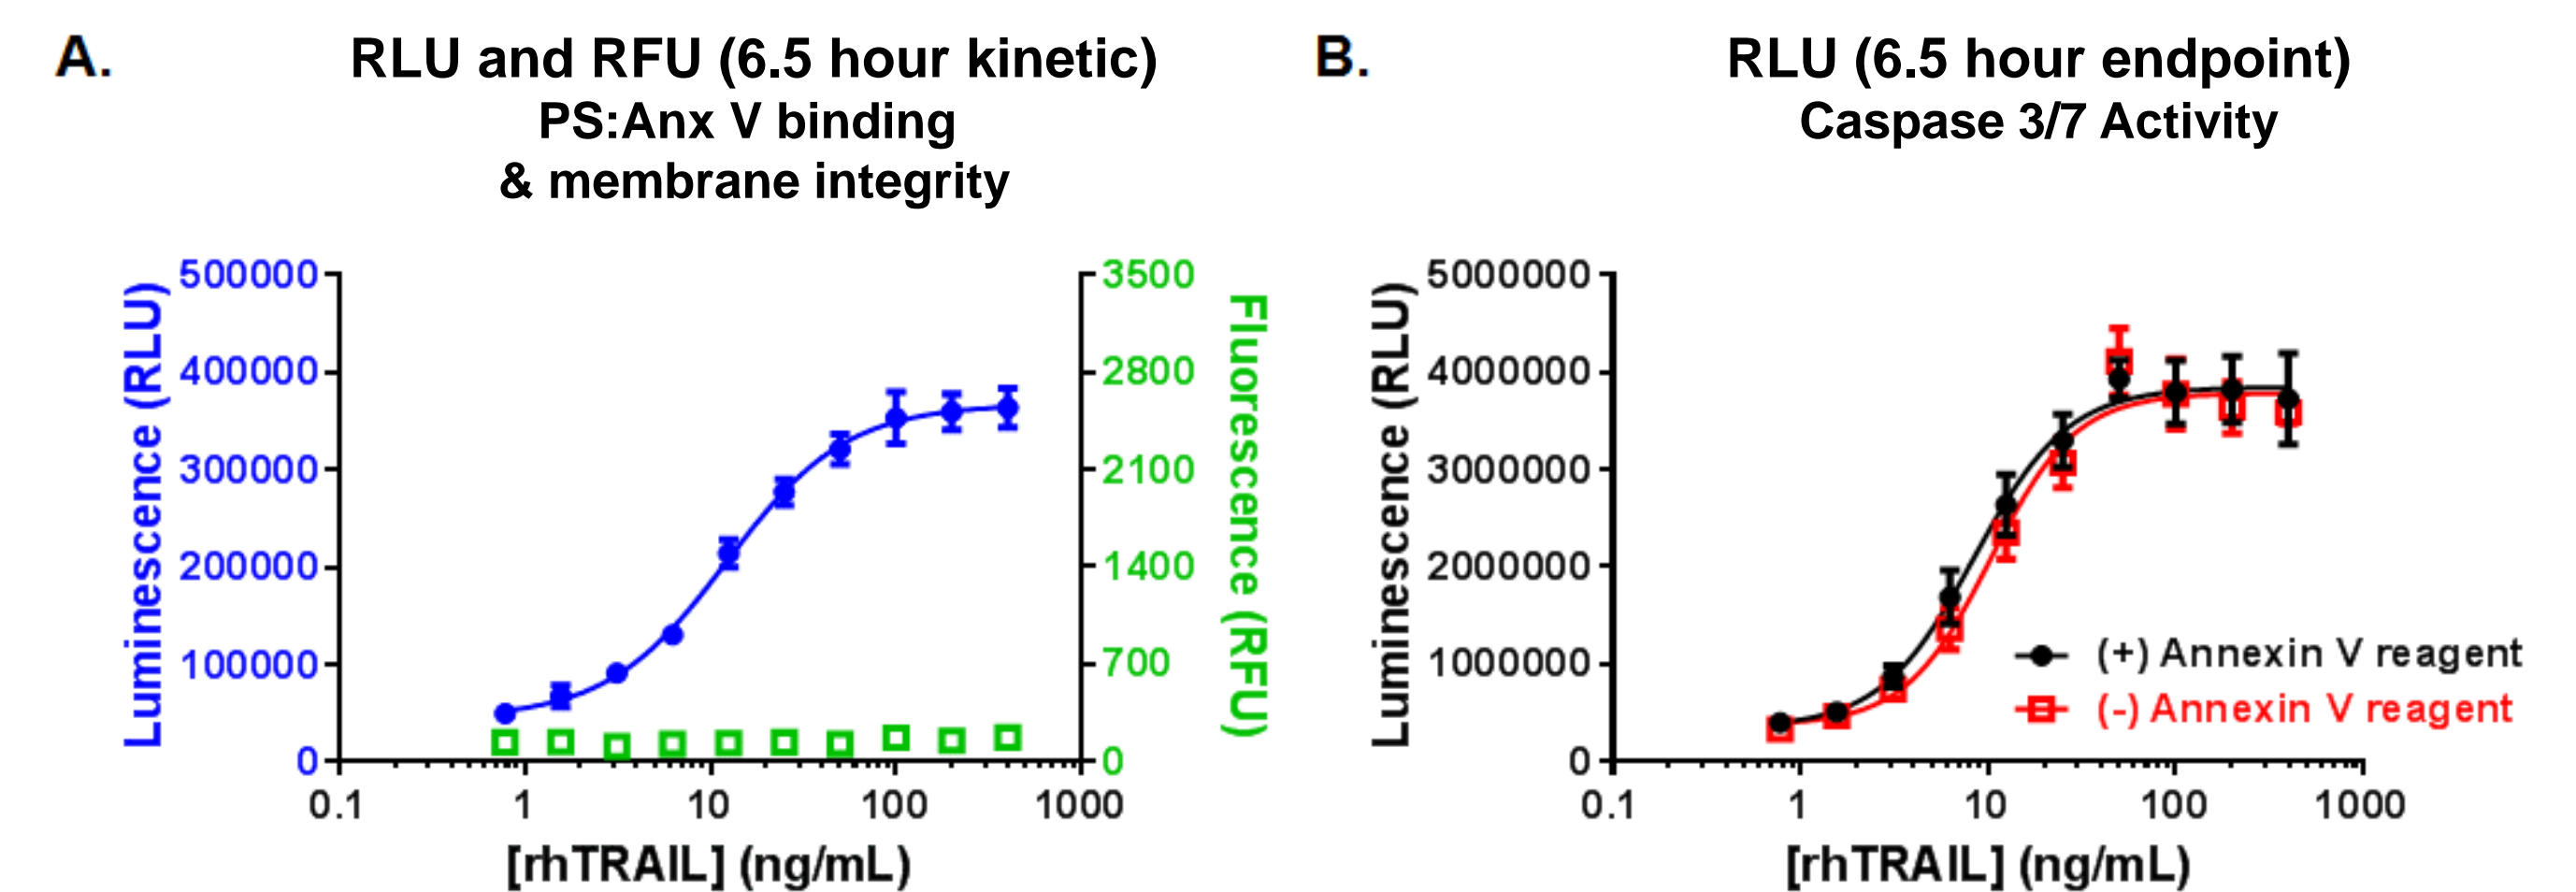 A.
RLU and RFU (6.5 hour kinetic)
PS:Anx V binding
& membrane integrity
Luminescence (RLU)
500000
400000
300000
200000
100000
0
3500
2800
2100
1400
700
0
Fluorescence (RFU)
0.1 1 10 100 1000
[rhTRAIL] (ng/mL)
B.
RLU (6.5 hour endpoint)
Caspase 3/7 Activity
Luminescence (RLU)
5000000
4000000
3000000
2000000
1000000
0
(+) Annexin V reagent
(-) Annexin V reagent
0.1 1 10 100 1000
[rhTRAIL] (ng/mL)